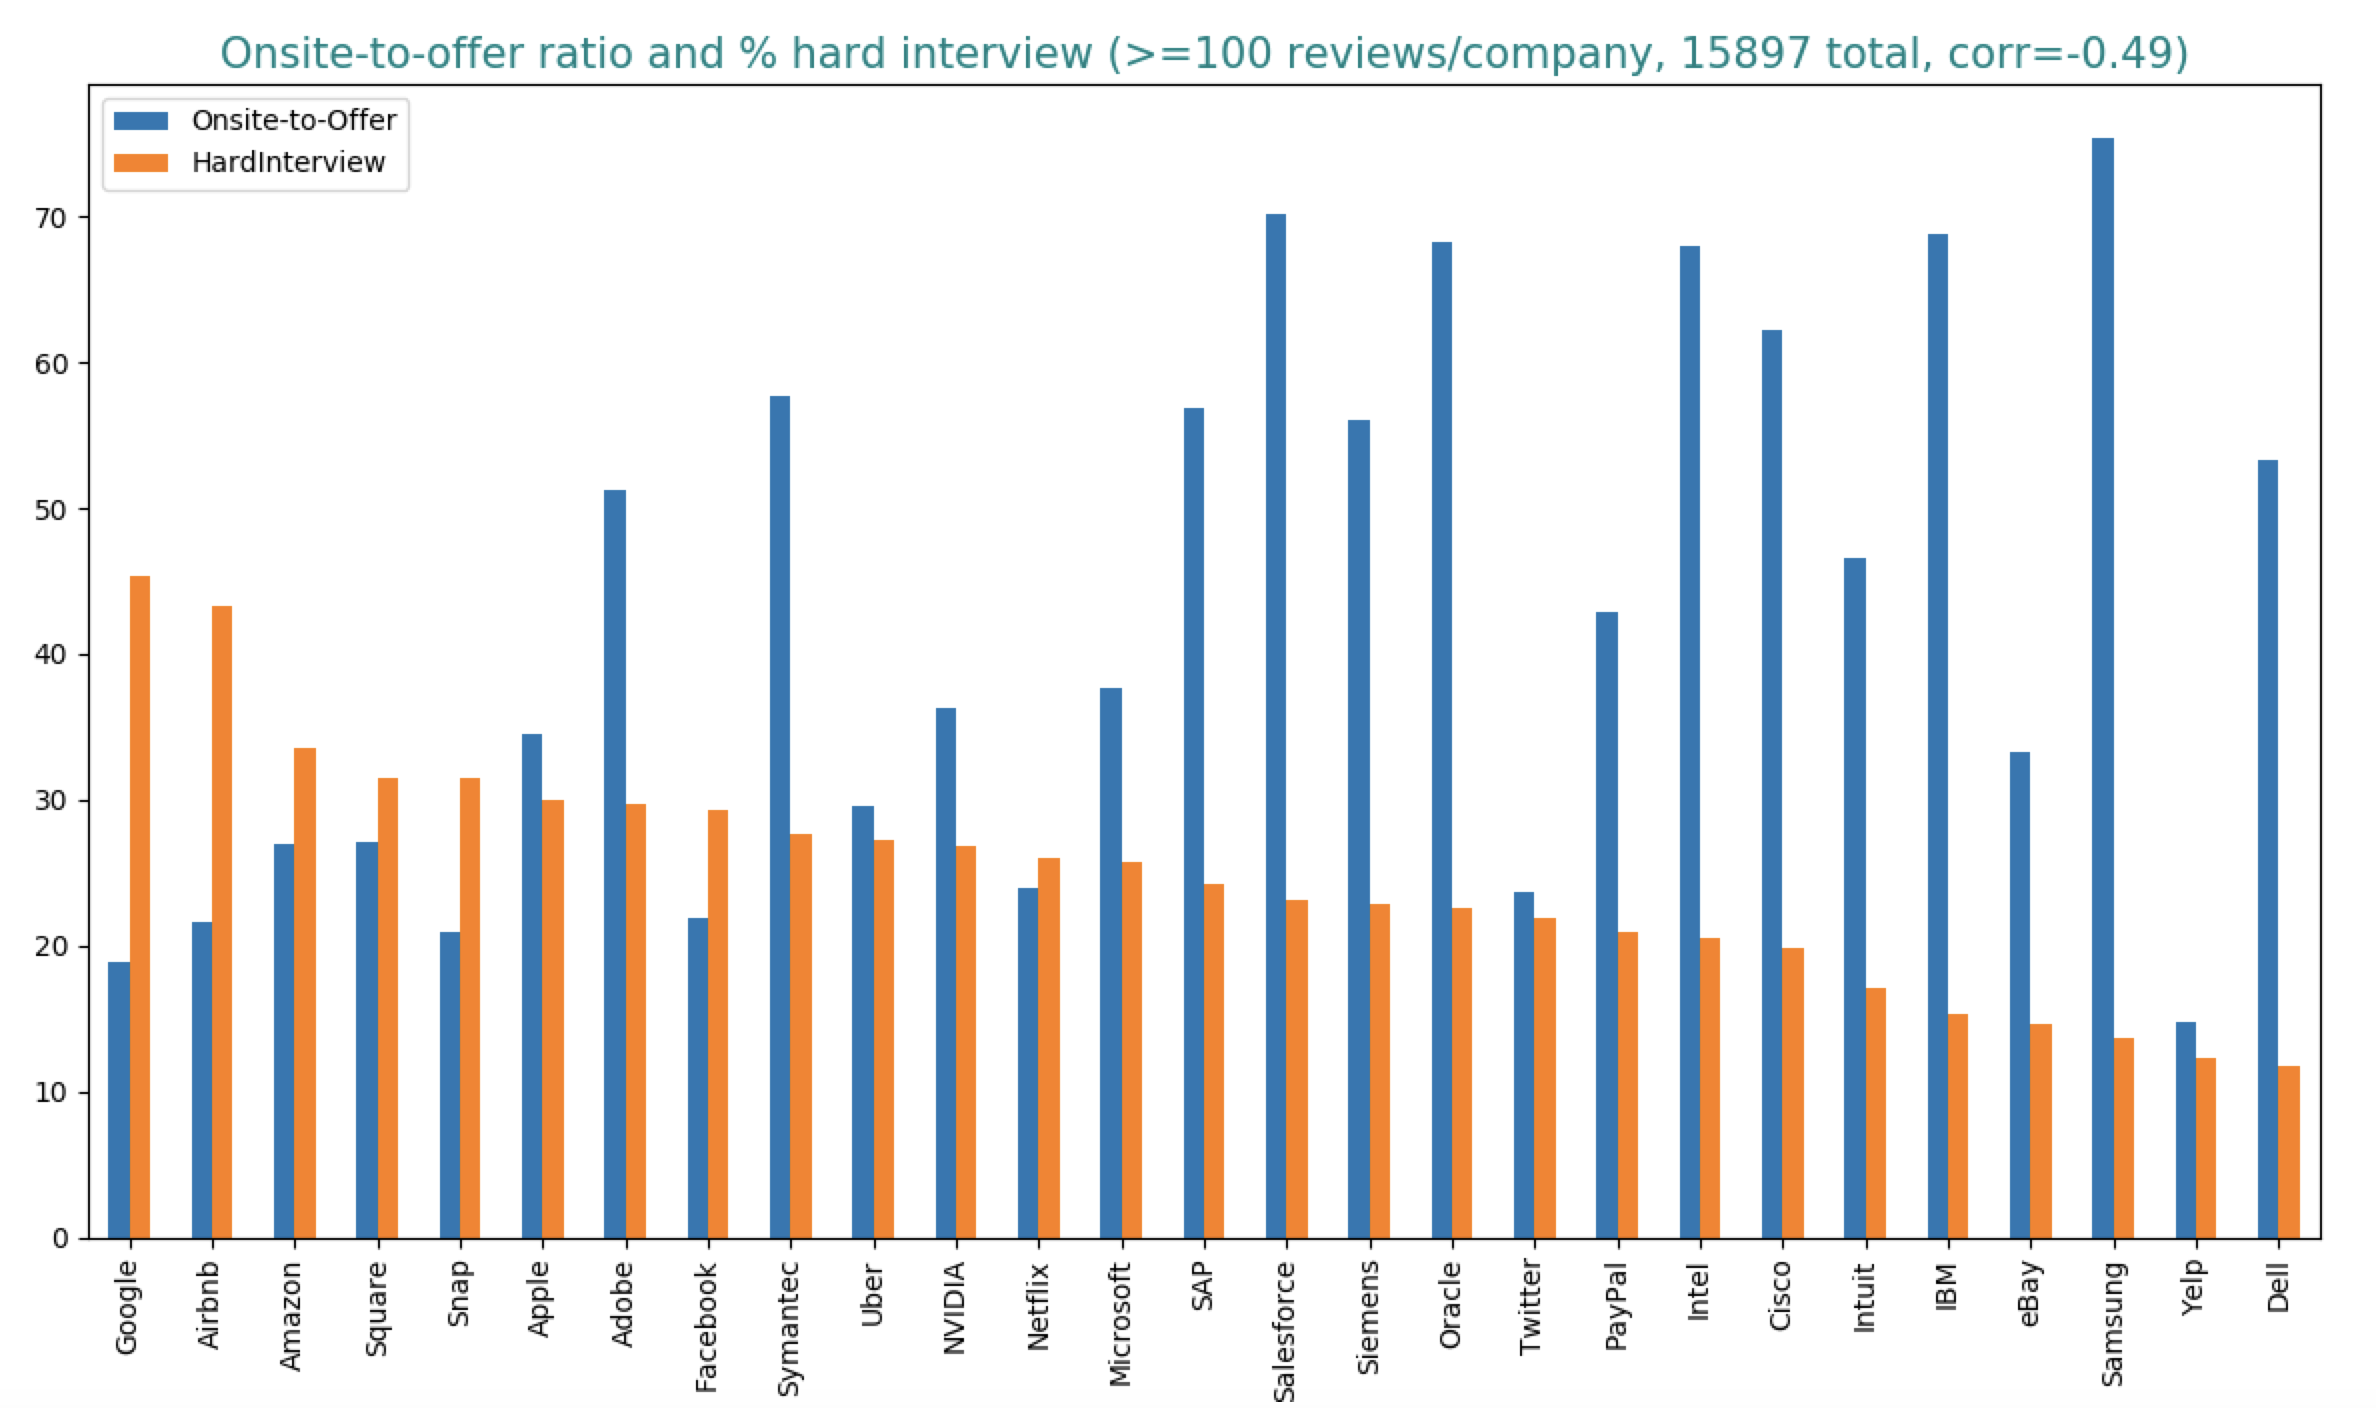 Onsite-to-offer ratio and % hard interview (>=100 reviews/company, 15897 total, corr=-0.49)
Onsite-to-Offer
HardInterview
70
60
50
40
30
20
10
0
Google
Airbnb
Amazon
Square
Snap
Apple
Adobe
Facebook
Symantec
Uber
NVIDIA
Netflix
Microsoft
SAP
Salesforce
Siemens
Oracle
Twitter
PayPal
Intel
Cisco
Intuit
IBM
eBay
Samsung
Yelp
Dell